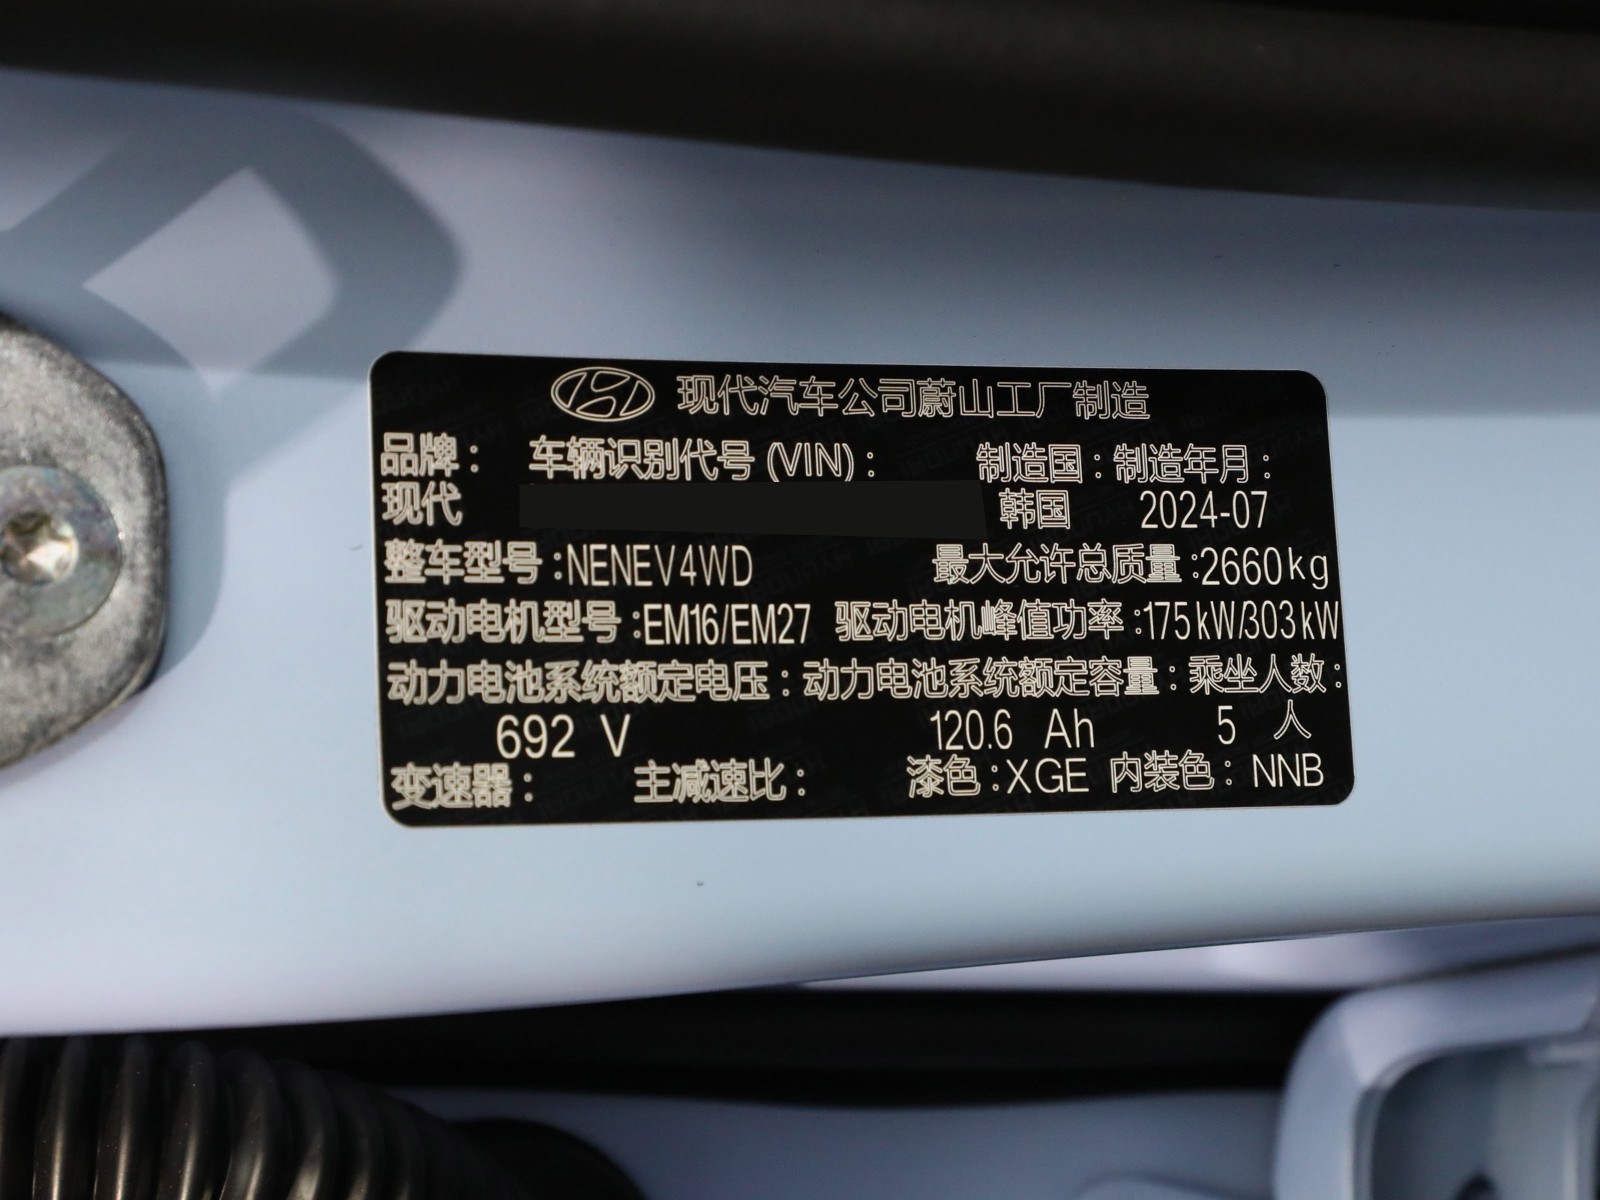 现代汽车公司蔚山工厂制造
品牌： 车辆识别代号 (VIN)： 制造国：制造年月：
现代 韩国 2024-07
整车型号:NENEV4WD 最大允许总质量:2660kg
驱动电机型号:EM16/EM27 驱动电机峰值功率:175kW/303kW
动力电池系统额定电压：动力电池系统额定容量：乘坐人数：
692 V 120.6 Ah 5 人
变速器： 主减速比： 漆色:XGE 内装色：NNB